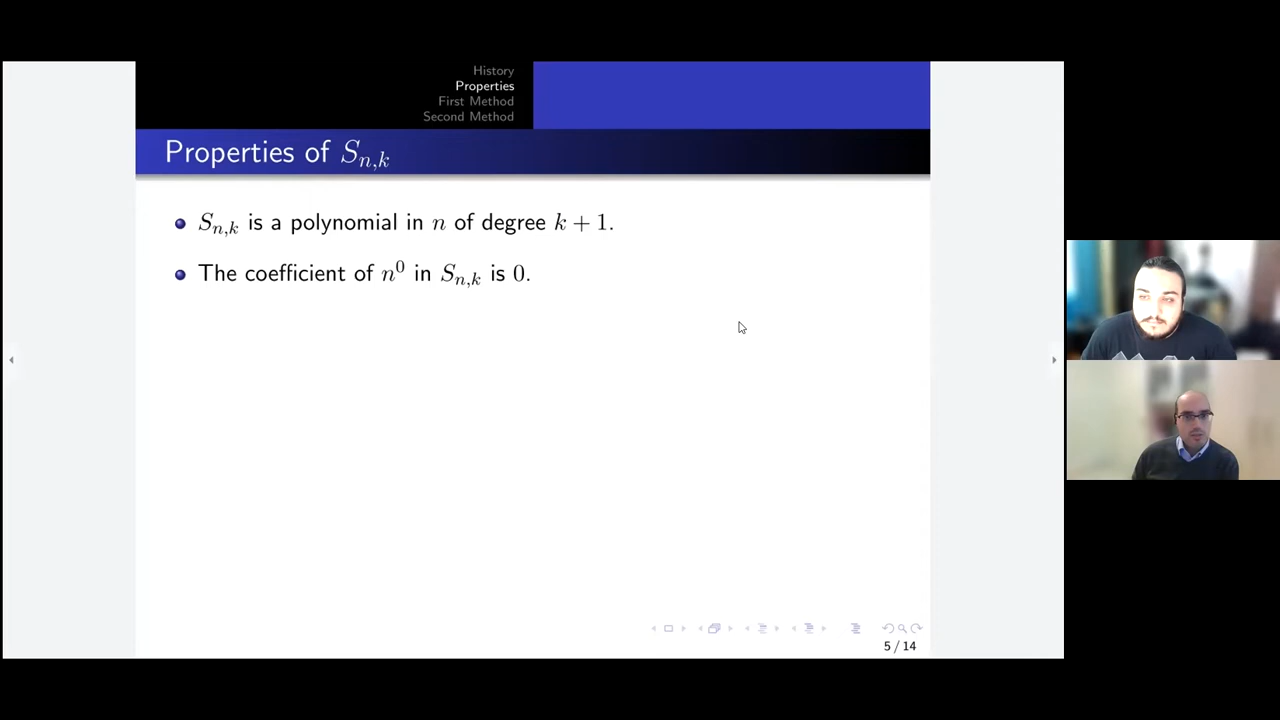 History
Properties
First Method
Second Method
Properties of $S_{n,k}$
$S_{n,k}$ is a polynomial in $n$ of degree $k+1$.
The coefficient of $n^0$ in $S_{n,k}$ is 0.
5 / 14